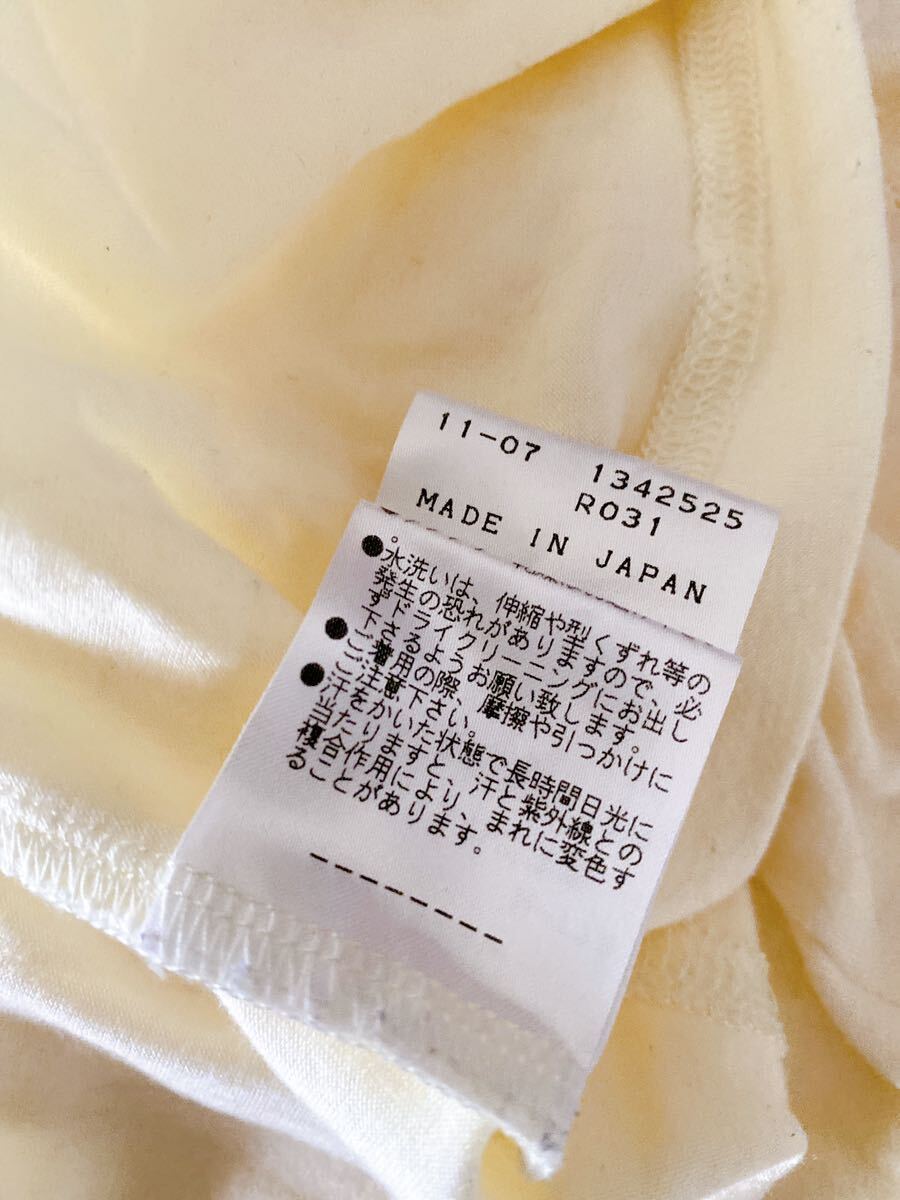 11-07 1342525
R031
MADE IN JAPAN
●水洗いは、伸縮や型くずれ等の
発生の恐れがありますので、必
ずドライクリーニングにお出し
下さるようお願い致します。
●ご着用の際、摩擦や引つかけに
ご注意下さい。
●汗をかいた状態で長時間日光に
当たりますと、汗と紫外線との
複合作用により、まれに変色す
ることがあります。
-------